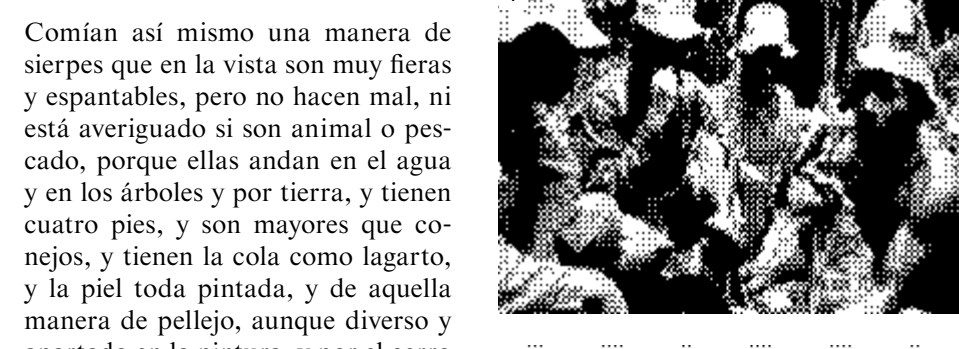 Comían así mismo una manera de
sierpes que en la vista son muy fieras
y espantables, pero no hacen mal, ni
está averiguado si son animal o pes-
cado, porque ellas andan en el agua
y en los árboles y por tierra, y tienen
cuatro pies, y son mayores que co-
nejos, y tienen la cola como lagarto,
y la piel toda pintada, y de aquella
manera de pellejo, aunque diverso y